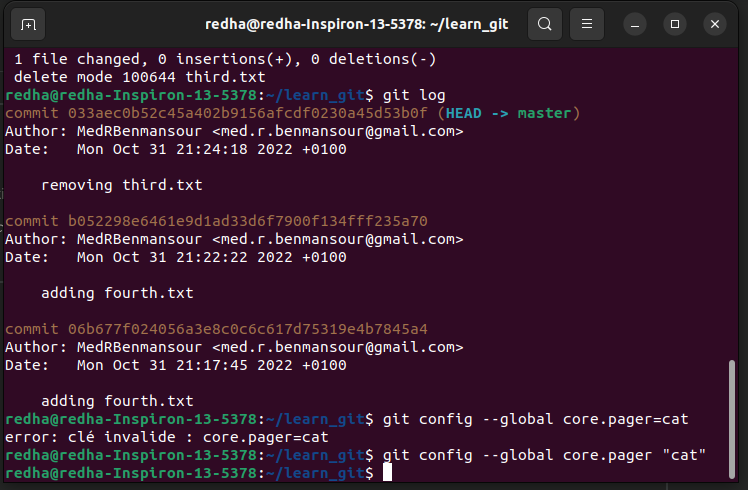 redha@redha-Inspiron-13-5378: ~/learn_git
 1 file changed, 0 insertions(+), 0 deletions(-)
 delete mode 100644 third.txt
redha@redha-Inspiron-13-5378:~/learn_git$ git log
commit 033aec0b52c45a402b9156afcdf0230a45d53b0f (HEAD -> master)
Author: MedRBenmansour <med.r.benmansour@gmail.com>
Date:   Mon Oct 31 21:24:18 2022 +0100
    removing third.txt
commit b052298e6461e9d1ad33d6f7900f134fff235a70
Author: MedRBenmansour <med.r.benmansour@gmail.com>
Date:   Mon Oct 31 21:22:22 2022 +0100
    adding fourth.txt
commit 06b677f024056a3e8c0c6c617d75319e4b7845a4
Author: MedRBenmansour <med.r.benmansour@gmail.com>
Date:   Mon Oct 31 21:17:45 2022 +0100
    adding fourth.txt
redha@redha-Inspiron-13-5378:~/learn_git$ git config --global core.pager=cat
error: clé invalide : core.pager=cat
redha@redha-Inspiron-13-5378:~/learn_git$ git config --global core.pager "cat"
redha@redha-Inspiron-13-5378:~/learn_git$